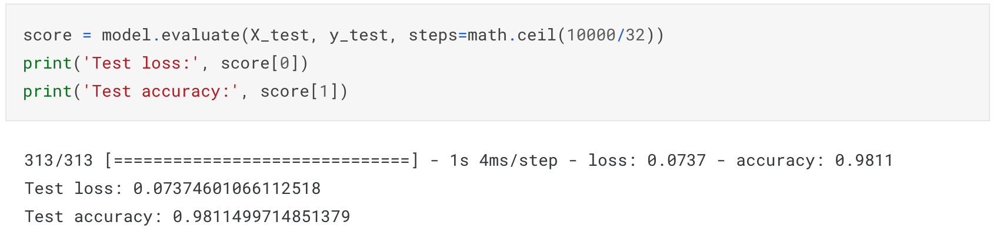 score = model.evaluate(X_test, y_test, steps=math.ceil(10000/32))
print('Test loss:', score[0])
print('Test accuracy:', score[1])
313/313 [==============================] - 1s 4ms/step - loss: 0.0737 - accuracy: 0.9811
Test loss: 0.07374601066112518
Test accuracy: 0.9811499714851379